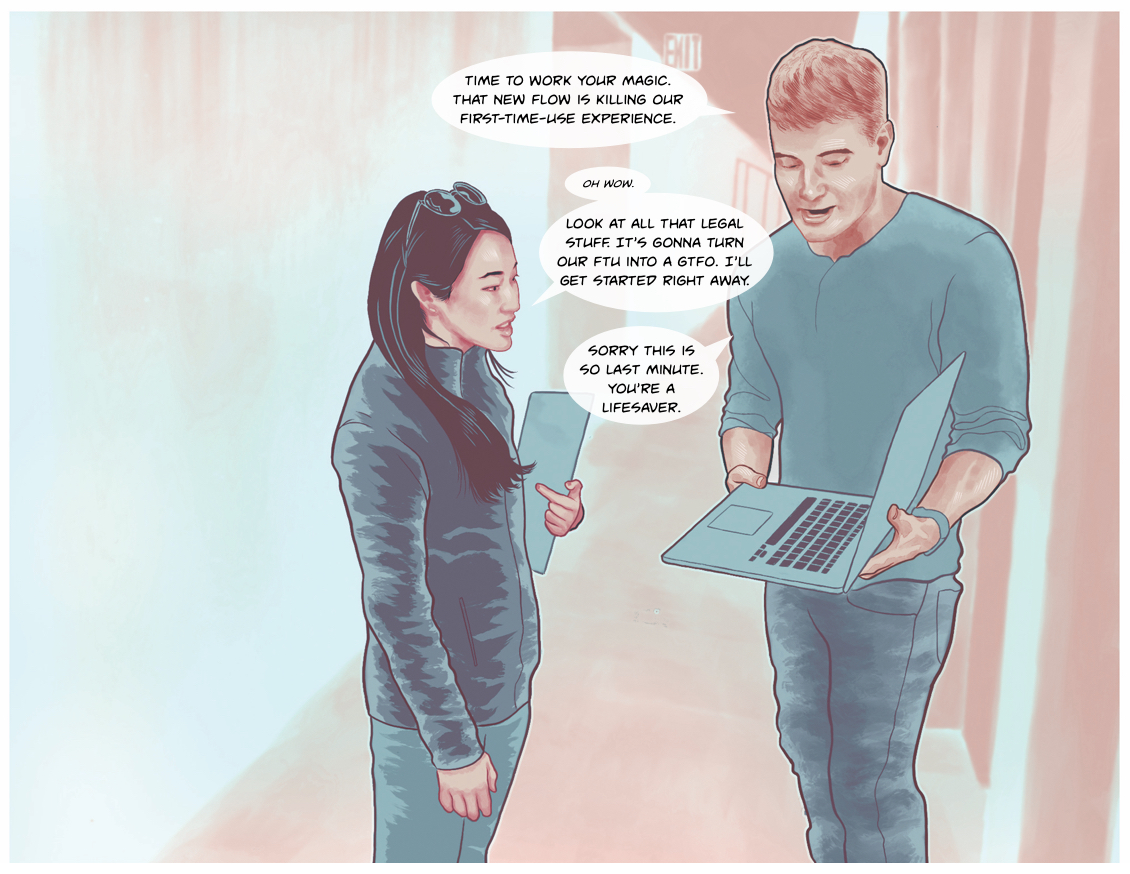 EXIT
TIME TO WORK YOUR MAGIC.
THAT NEW FLOW IS KILLING OUR
FIRST-TIME-USE EXPERIENCE.
OH WOW.
LOOK AT ALL THAT LEGAL
STUFF. IT'S GONNA TURN
OUR FTU INTO A GTFO. I'LL
GET STARTED RIGHT AWAY.
SORRY THIS IS
SO LAST MINUTE.
YOU'RE A
LIFESAVER.